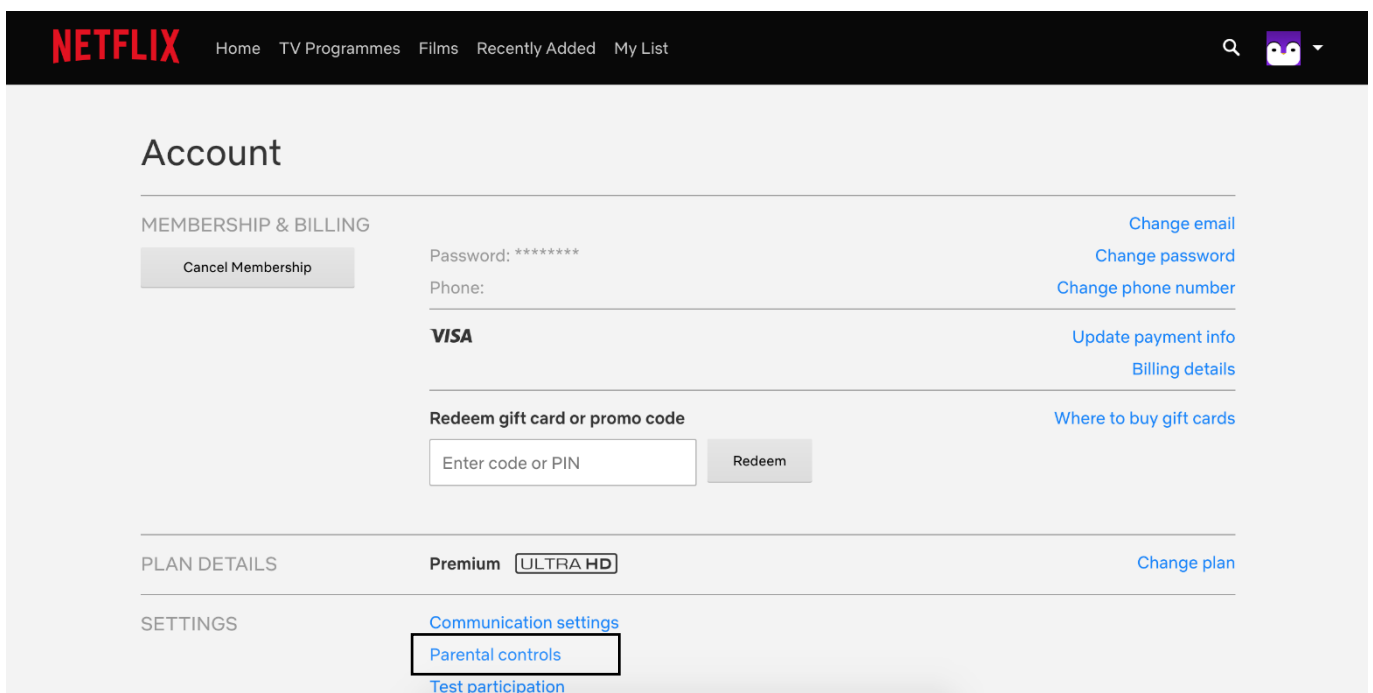 NETFLIX Home TV Programmes Films Recently Added My List
Account
MEMBERSHIP & BILLING
Change email
Cancel Membership
Password: ********
Change password
Phone:
Change phone number
VISA
Update payment info
Billing details
Redeem gift card or promo code
Where to buy gift cards
Enter code or PIN
Redeem
PLAN DETAILS
Premium ULTRA HD
Change plan
SETTINGS
Communication settings
Parental controls
Test participation